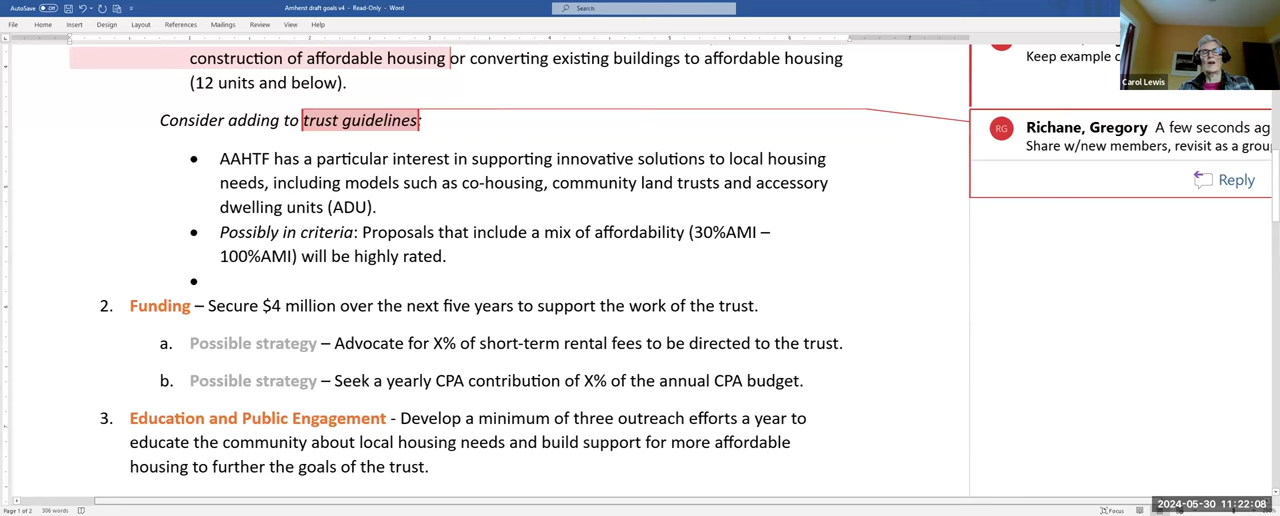 AutoSave Off
Amherst draft goals v4 - Read-Only - Word
Search
File Home Insert Design Layout References Mailings Review View Help
construction of affordable housing or converting existing buildings to affordable housing
(12 units and below).
Keep example c
Carol Lewis
Consider adding to trust guidelines:
RG Richane, Gregory A few seconds ag
Share w/new members, revisit as a grou
Reply
• AAHTF has a particular interest in supporting innovative solutions to local housing
needs, including models such as co-housing, community land trusts and accessory
dwelling units (ADU).
• Possibly in criteria: Proposals that include a mix of affordability (30%AMI –
100%AMI) will be highly rated.
•
2. Funding – Secure $4 million over the next five years to support the work of the trust.
a. Possible strategy – Advocate for X% of short-term rental fees to be directed to the trust.
b. Possible strategy – Seek a yearly CPA contribution of X% of the annual CPA budget.
3. Education and Public Engagement - Develop a minimum of three outreach efforts a year to
educate the community about local housing needs and build support for more affordable
housing to further the goals of the trust.
Page 1 of 2 306 words
Focus
2024-05-30 11:22:08